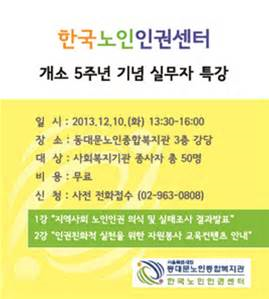 한국노인인권센터
개소 5주년 기념 실무자 특강
일 시 : 2013.12.10.(화) 13:30-16:00
장 소 : 동대문노인종합복지관 3층 강당
대 상 : 사회복지기관 종사자 총 50명
비 용 : 무료
신 청 : 사전 전화접수 (02-963-0808)
1강 "지역사회 노인인권 의식 및 실태조사 결과발표"
2강 "인권친화적 실천을 위한 자원봉사 교육컨텐츠 안내"
동대문노인종합복지관
한국노인인권센터